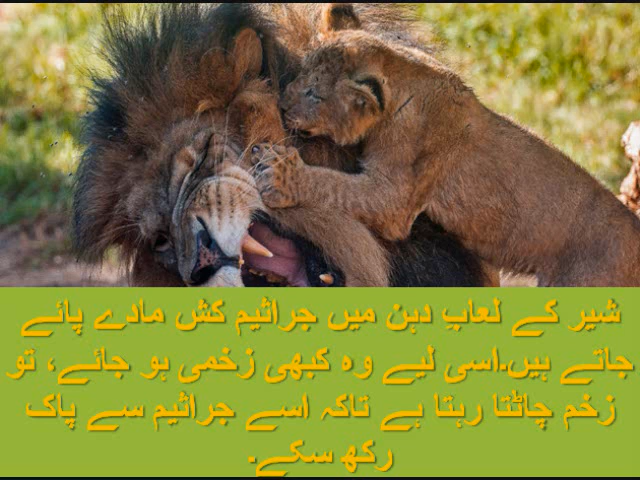 شیر کے لعابِ دہن میں جراثیم کش مادے پائے
جاتے ہیں۔اسی لیے وہ کبھی زخمی ہو جائے، تو
زخم چاٹتا رہتا ہے تاکہ اسے جراثیم سے پاک
رکھ سکے۔